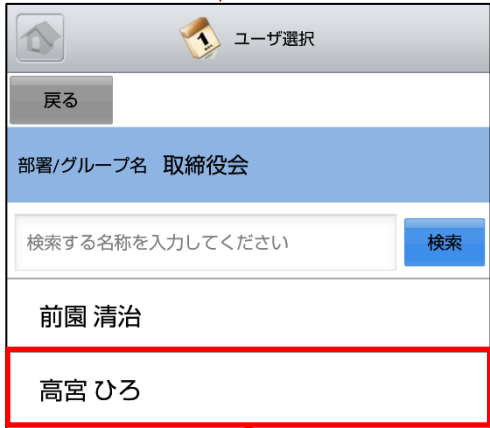 1
ユーザ選択
戻る
部署/グループ名 取締役会
検索する名称を入力してください 検索
前園 清治
高宮 ひろ